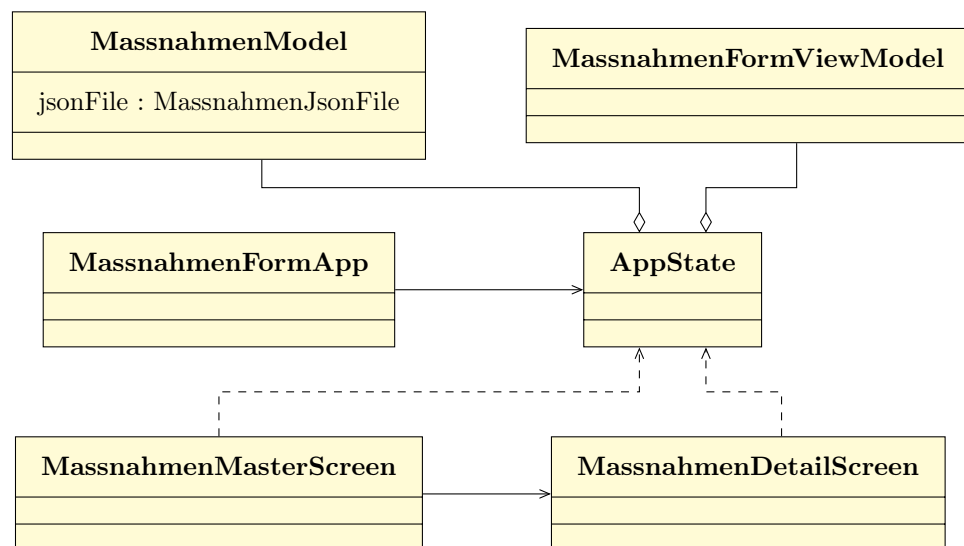 MassnahmenModel
jsonFile : MassnahmenJsonFile
MassnahmenFormViewModel
MassnahmenFormApp
AppState
MassnahmenMasterScreen
MassnahmenDetailScreen